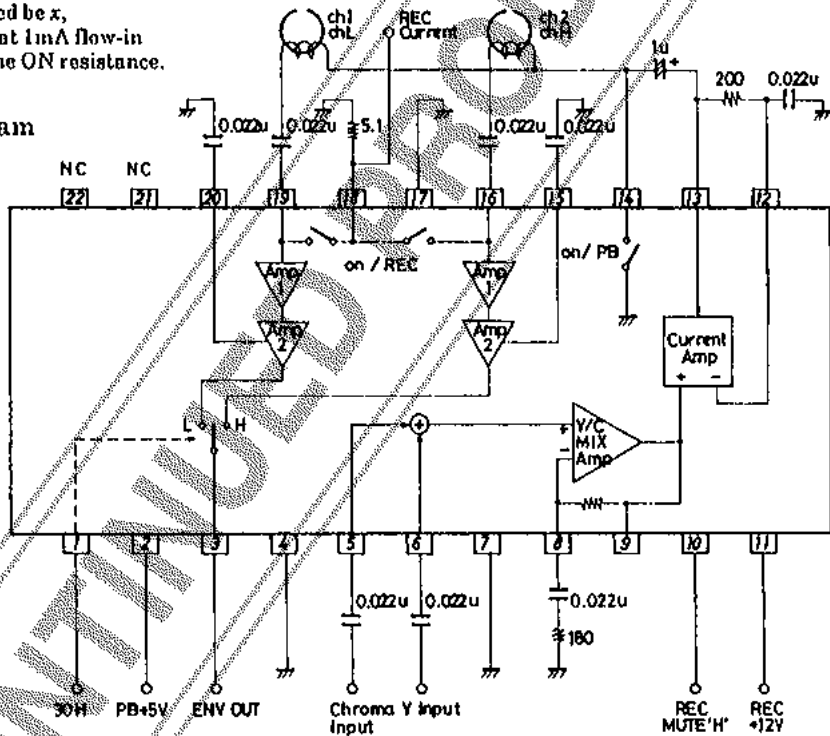 ed be x,
at 1mA flow-in
ne ON resistance.
am
ch1
chL
REC
Current
ch2
chH
1u
+
200
0.022u
0.022u
0.022u
5.1
0.022u
0.022u
NC
NC
22
21
20
19
18
17
16
15
14
13
12
on / REC
on / PB
Amp
1
Amp
1
Amp
2
Amp
2
Current
Amp
+ -
L
H
+
+
-
Y/C
MIX
Amp
1
2
3
4
5
6
7
8
9
10
11
0.022u
0.022u
0.022u
180
30H
PB+5V
ENV OUT
Chroma
Input
Y Input
REC
MUTE'H'
REC
+12V